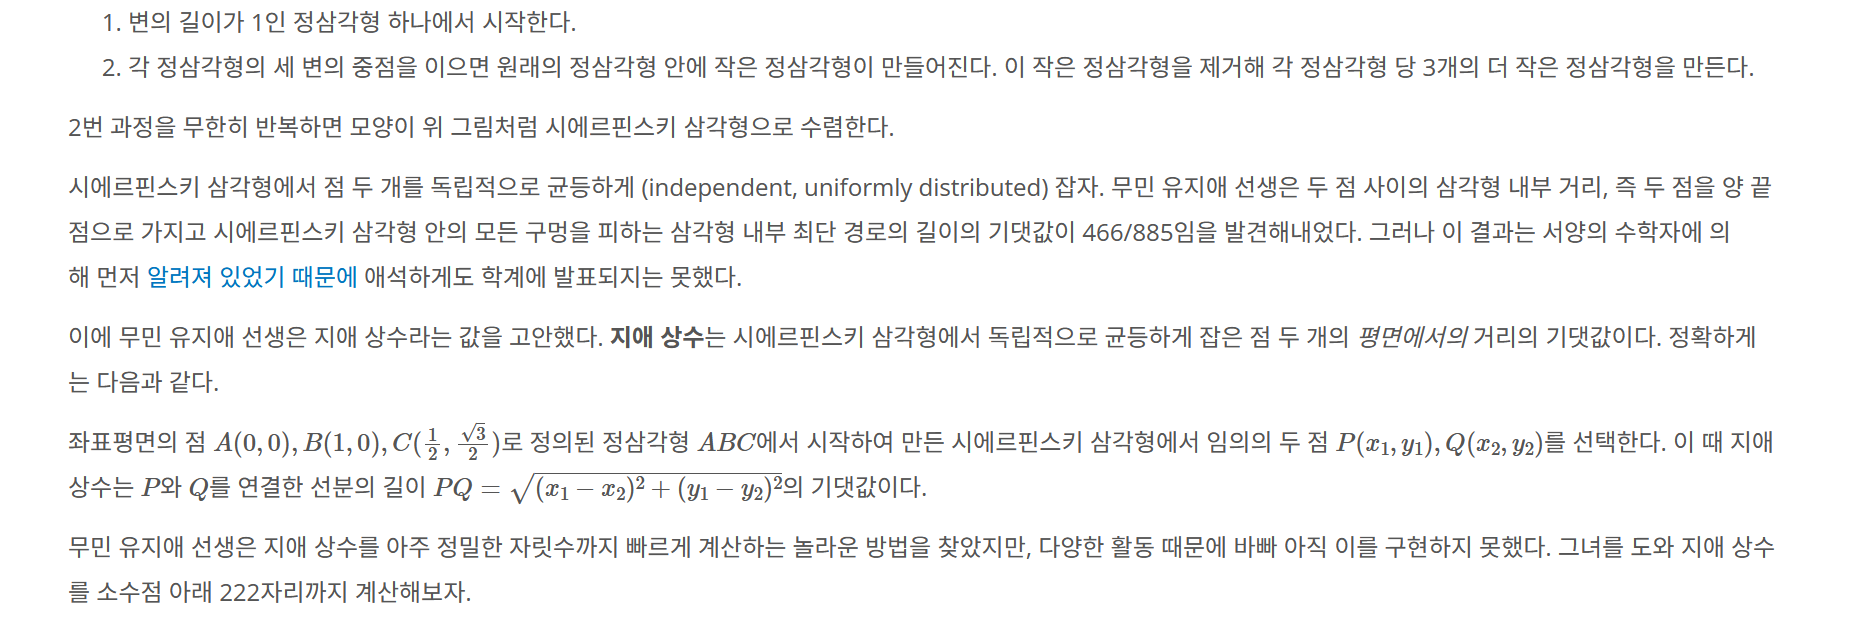 1. 변의 길이가 1인 정삼각형 하나에서 시작한다.
2. 각 정삼각형의 세 변의 중점을 이으면 원래의 정삼각형 안에 작은 정삼각형이 만들어진다. 이 작은 정삼각형을 제거해 각 정삼각형 당 3개의 더 작은 정삼각형을 만든다.
2번 과정을 무한히 반복하면 모양이 위 그림처럼 시에르핀스키 삼각형으로 수렴한다.
시에르핀스키 삼각형에서 점 두 개를 독립적으로 균등하게 (independent, uniformly distributed) 잡자. 무민 유지애 선생은 두 점 사이의 삼각형 내부 거리, 즉 두 점을 양 끝
점으로 가지고 시에르핀스키 삼각형 안의 모든 구멍을 피하는 삼각형 내부 최단 경로의 길이의 기댓값이 466/885임을 발견해내었다. 그러나 이 결과는 서양의 수학자에 의
해 먼저 알려져 있었기 때문에 애석하게도 학계에 발표되지는 못했다.
이에 무민 유지애 선생은 지애 상수라는 값을 고안했다. 지애 상수는 시에르핀스키 삼각형에서 독립적으로 균등하게 잡은 점 두 개의 평면에서의 거리의 기댓값이다. 정확하게
는 다음과 같다.
좌표평면의 점 A(0,0), B(1,0), C(1/2, √3/2)로 정의된 정삼각형 ABC에서 시작하여 만든 시에르핀스키 삼각형에서 임의의 두 점 P(x₁, y₁), Q(x₂, y₂)를 선택한다. 이 때 지애
상수는 P와 Q를 연결한 선분의 길이 PQ = √((x₁ − x₂)² + (y₁ − y₂)²)의 기댓값이다.
무민 유지애 선생은 지애 상수를 아주 정밀한 자릿수까지 빠르게 계산하는 놀라운 방법을 찾았지만, 다양한 활동 때문에 바빠 아직 이를 구현하지 못했다. 그녀를 도와 지애 상수
를 소수점 아래 222자리까지 계산해보자.